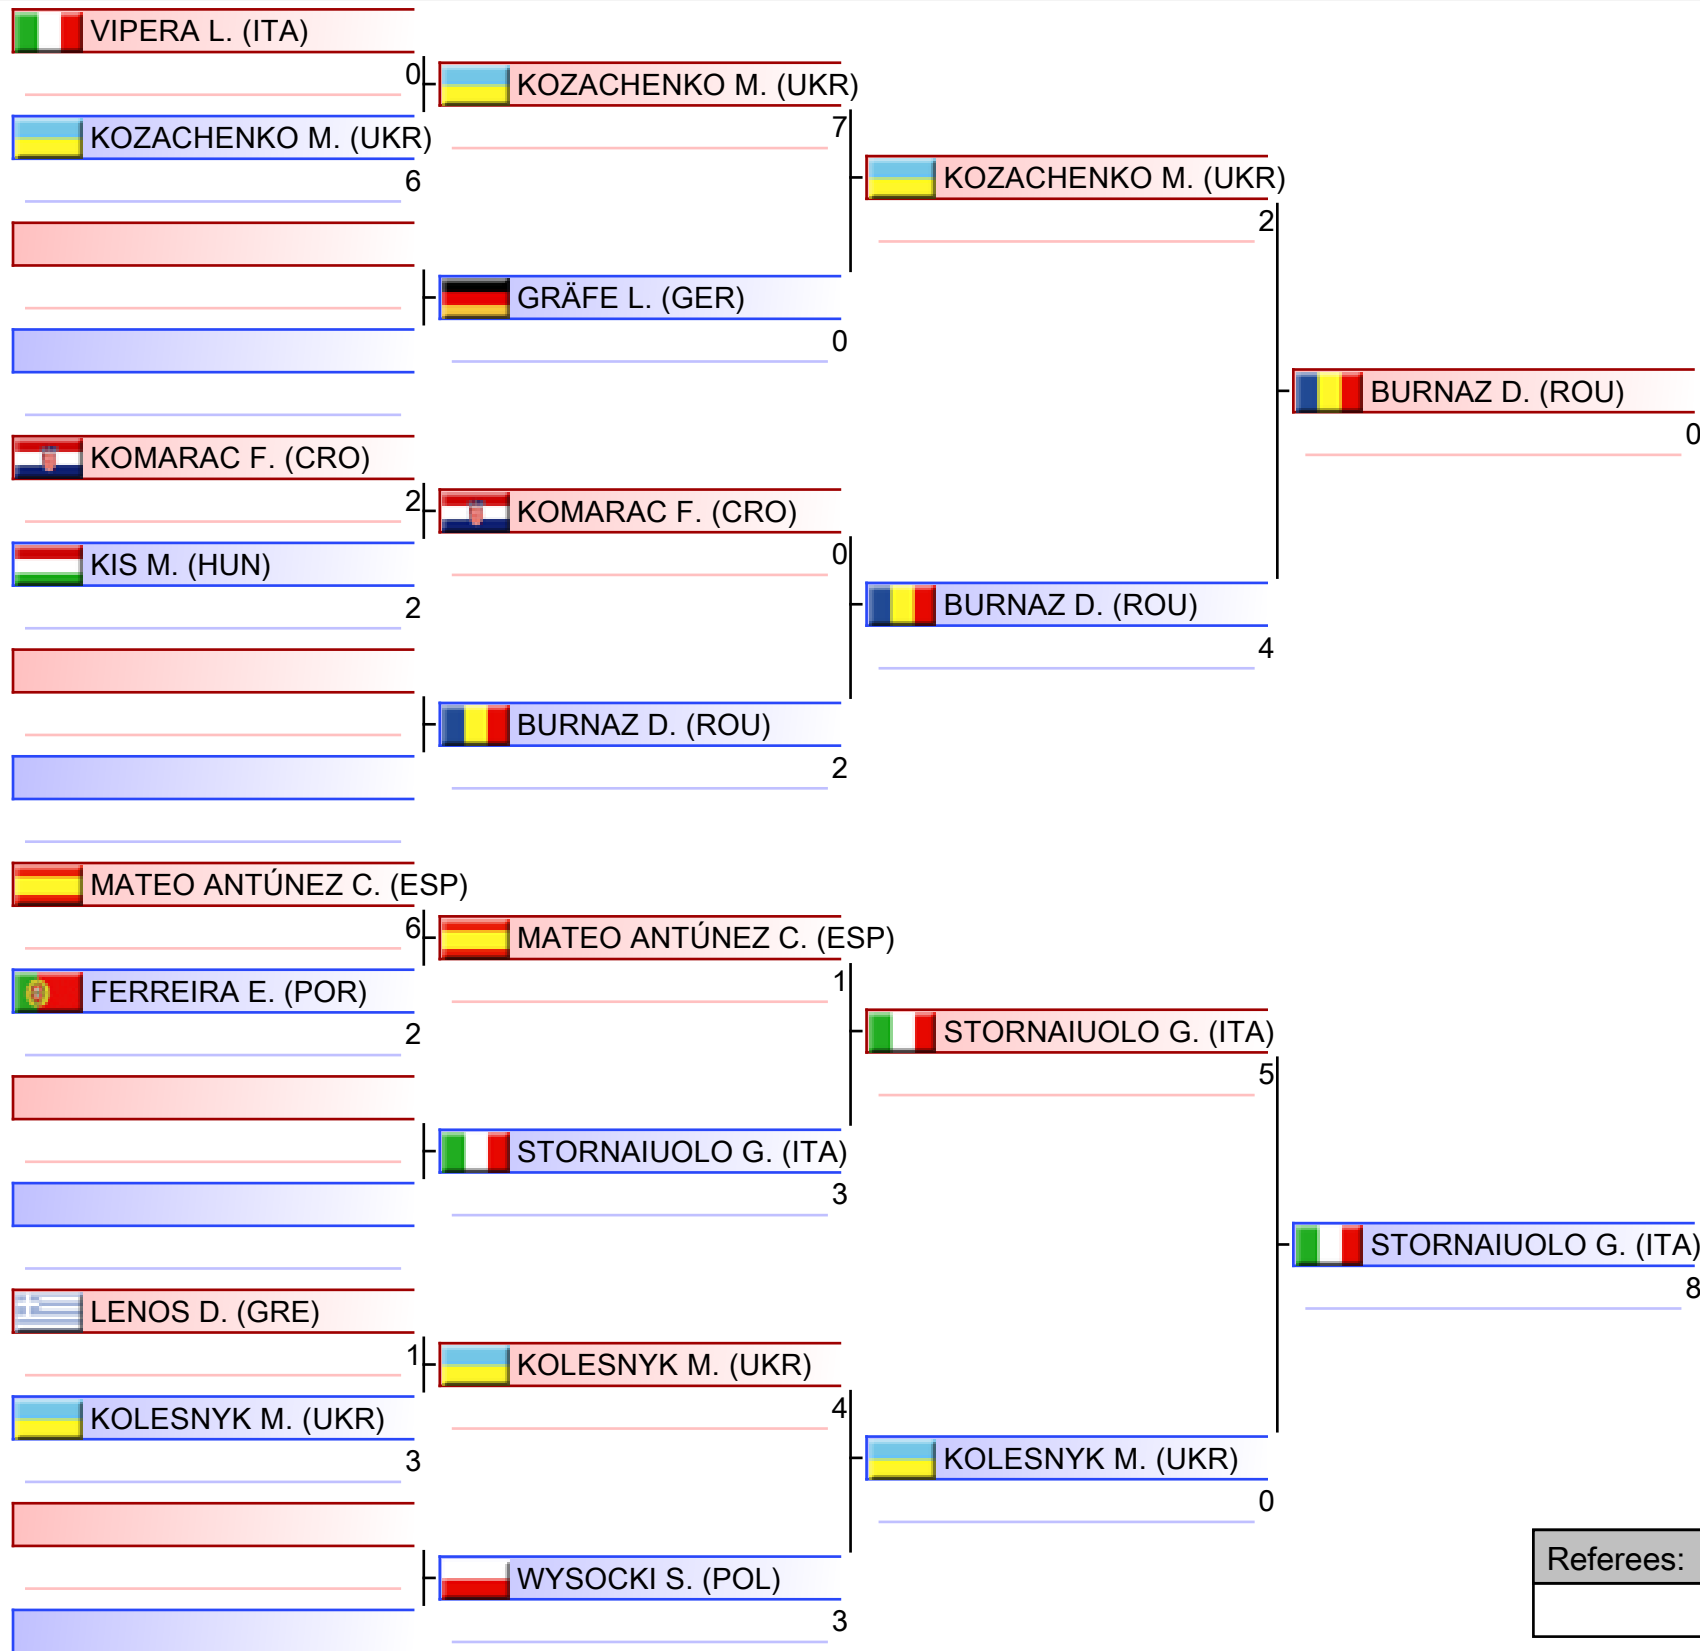 VIPERA L. (ITA)
0
KOZACHENKO M. (UKR)
KOZACHENKO M. (UKR)
7
6
KOZACHENKO M. (UKR)
2
GRÄFE L. (GER)
0
BURNAZ D. (ROU)
0
KOMARAC F. (CRO)
2
KOMARAC F. (CRO)
0
KIS M. (HUN)
2
BURNAZ D. (ROU)
4
BURNAZ D. (ROU)
2
MATEO ANTÚNEZ C. (ESP)
6
MATEO ANTÚNEZ C. (ESP)
1
FERREIRA E. (POR)
2
STORNAIUOLO G. (ITA)
5
STORNAIUOLO G. (ITA)
3
STORNAIUOLO G. (ITA)
8
LENOS D. (GRE)
1
KOLESNYK M. (UKR)
4
KOLESNYK M. (UKR)
3
KOLESNYK M. (UKR)
0
WYSOCKI S. (POL)
3
Referees: